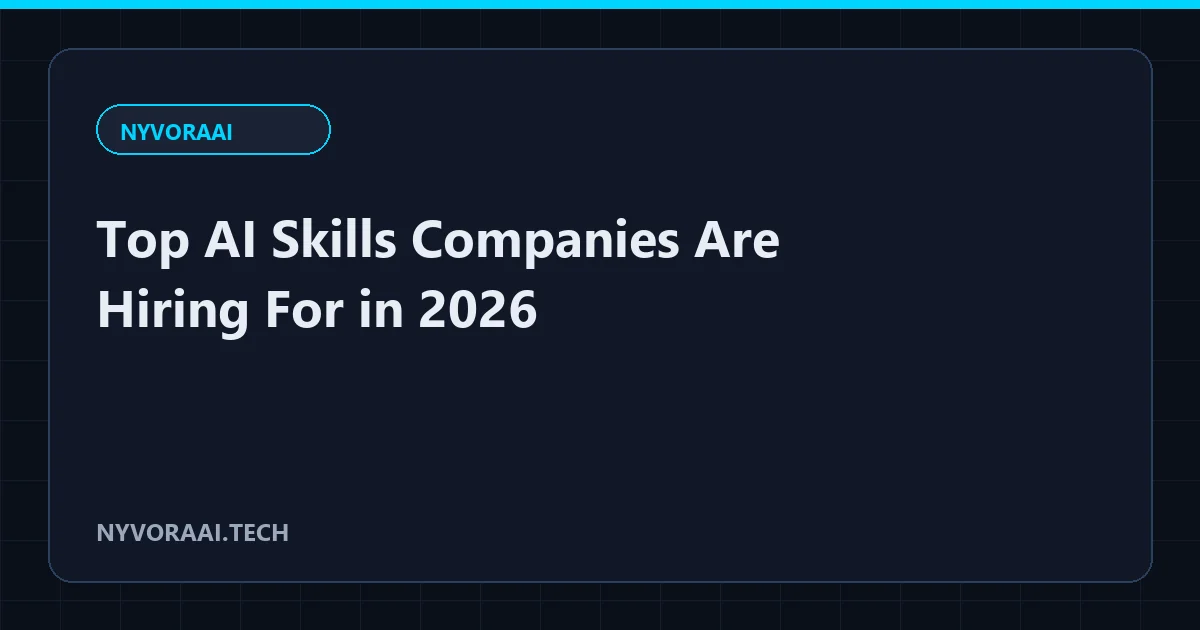 NYVORAAI
Top AI Skills Companies Are
Hiring For in 2026
NYVORAAI.TECH